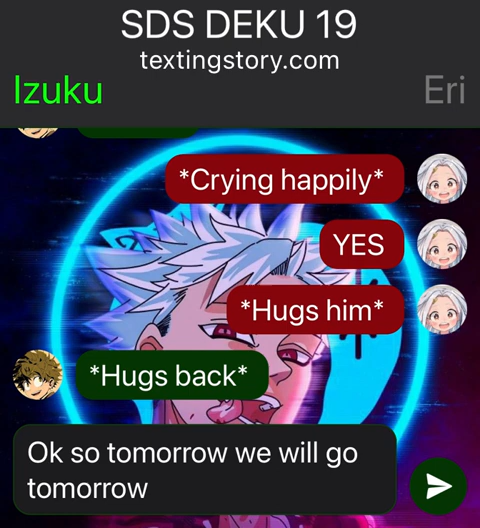 SDS DEKU 19
textingstory.com
Izuku
Eri
*Crying happily*
YES
*Hugs him*
*Hugs back*
Ok so tomorrow we will go
tomorrow